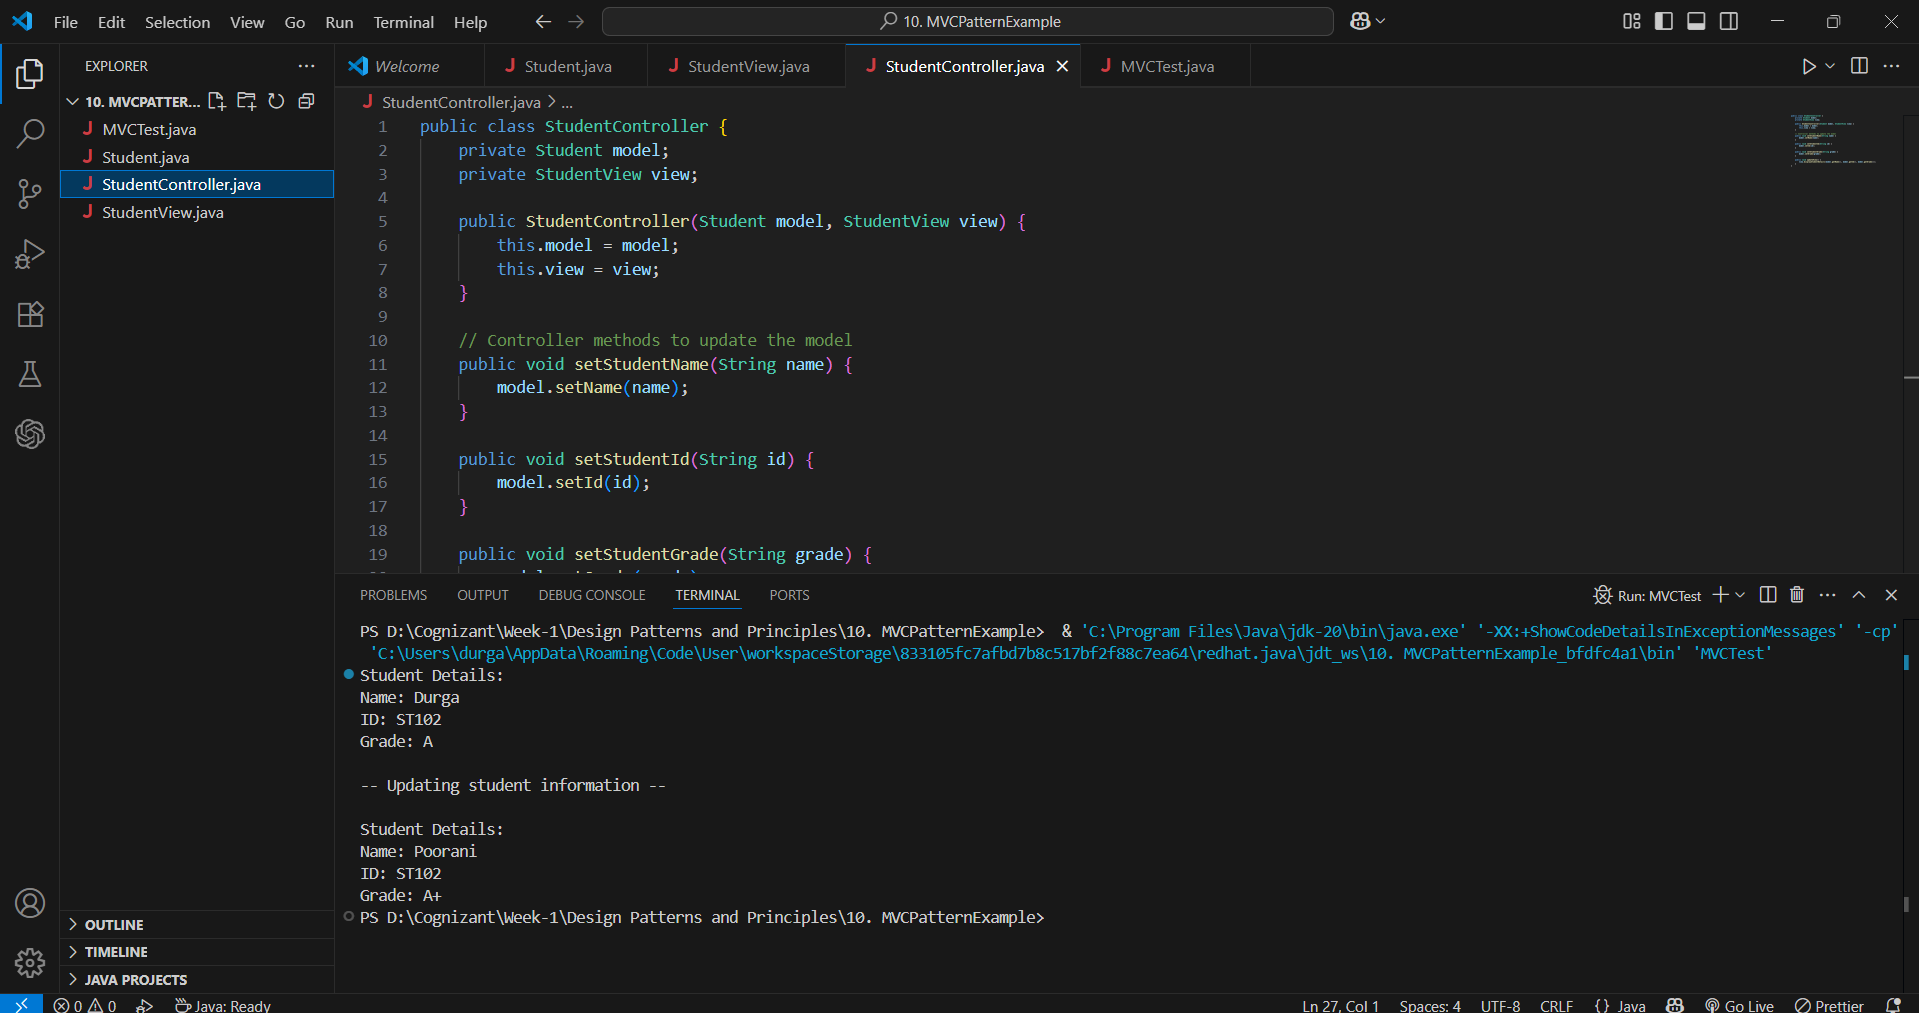 File Edit Selection View Go Run Terminal Help
10. MVCPatternExample
EXPLORER
10. MVCPATTER...
MVCTest.java
Student.java
StudentController.java
StudentView.java
OUTLINE
TIMELINE
JAVA PROJECTS
Welcome
Student.java
StudentView.java
StudentController.java
MVCTest.java
StudentController.java > ...
1 public class StudentController {
2 private Student model;
3 private StudentView view;
4
5 public StudentController(Student model, StudentView view) {
6 this.model = model;
7 this.view = view;
8 }
9
10 // Controller methods to update the model
11 public void setStudentName(String name) {
12 model.setName(name);
13 }
14
15 public void setStudentId(String id) {
16 model.setId(id);
17 }
18
19 public void setStudentGrade(String grade) {
PROBLEMS OUTPUT DEBUG CONSOLE TERMINAL PORTS
Run: MVCTest
PS D:\Cognizant\Week-1\Design Patterns and Principles\10. MVCPatternExample> & 'C:\Program Files\Java\jdk-20\bin\java.exe' '-XX:+ShowCodeDetailsInExceptionMessages' '-cp'
'C:\Users\durga\AppData\Roaming\Code\User\workspaceStorage\833105fc7afbd7b8c517bf2f88c7ea64\redhat.java\jdt_ws\10. MVCPatternExample_bfdfc4a1\bin' 'MVCTest'
Student Details:
Name: Durga
ID: ST102
Grade: A
-- Updating student information --
Student Details:
Name: Poorani
ID: ST102
Grade: A+
PS D:\Cognizant\Week-1\Design Patterns and Principles\10. MVCPatternExample>
0 0 Java: Ready
Ln 27, Col 1 Spaces: 4 UTF-8 CRLF {} Java Go Live Prettier